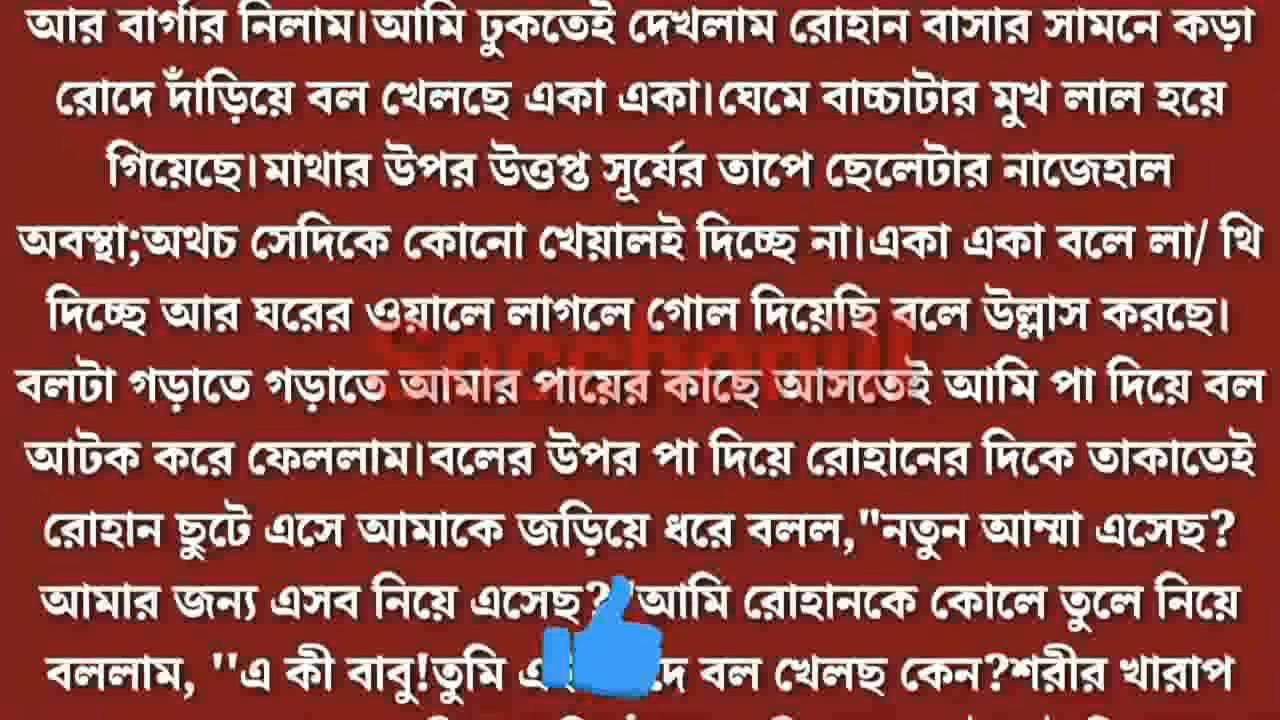 আর বার্গার নিলাম।আমি ঢুকতেই দেখলাম রোহান বাসার সামনে কড়া
রোদে দাঁড়িয়ে বল খেলছে একা একা।ঘেমে বাচ্চাটার মুখ লাল হয়ে
গিয়েছে।মাথার উপর উত্তপ্ত সূর্যের তাপে ছেলেটার নাজেহাল
অবস্থা;অথচ সেদিকে কোনো খেয়ালই দিচ্ছে না।একা একা বলে লা/ থি
দিচ্ছে আর ঘরের ওয়ালে লাগলে গোল দিয়েছি বলে উল্লাস করছে।
বলটা গড়াতে গড়াতে আমার পায়ের কাছে আসতেই আমি পা দিয়ে বল
আটক করে ফেললাম।বলের উপর পা দিয়ে রোহানের দিকে তাকাতেই
রোহান ছুটে এসে আমাকে জড়িয়ে ধরে বলল,"নতুন আম্মা এসেছ?
আমার জন্য এসব নিয়ে এসেছ?"আমি রোহানকে কোলে তুলে নিয়ে
বললাম, ''এ কী বাবু!তুমি বল খেলছ কেন?শরীর খারাপ